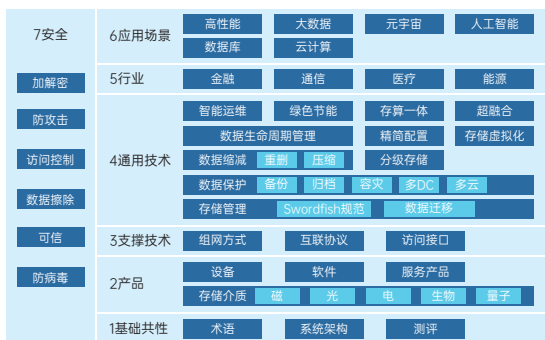 7安全
加解密
防攻击
访问控制
数据擦除
可信
防病毒
6应用场景
高性能 大数据 元宇宙 人工智能
数据库 云计算
5行业
金融 通信 医疗 能源
4通用技术
智能运维 绿色节能 存算一体 超融合
数据生命周期管理 精简配置 存储虚拟化
数据缩减 重删 压缩 分级存储
数据保护 备份 归档 容灾 多DC 多云
存储管理 Swordfish规范 数据迁移
3支撑技术
组网方式 互联协议 访问接口
2产品
设备 软件 服务产品
存储介质 磁 光 电 生物 量子
1基础共性
术语 系统架构 测评